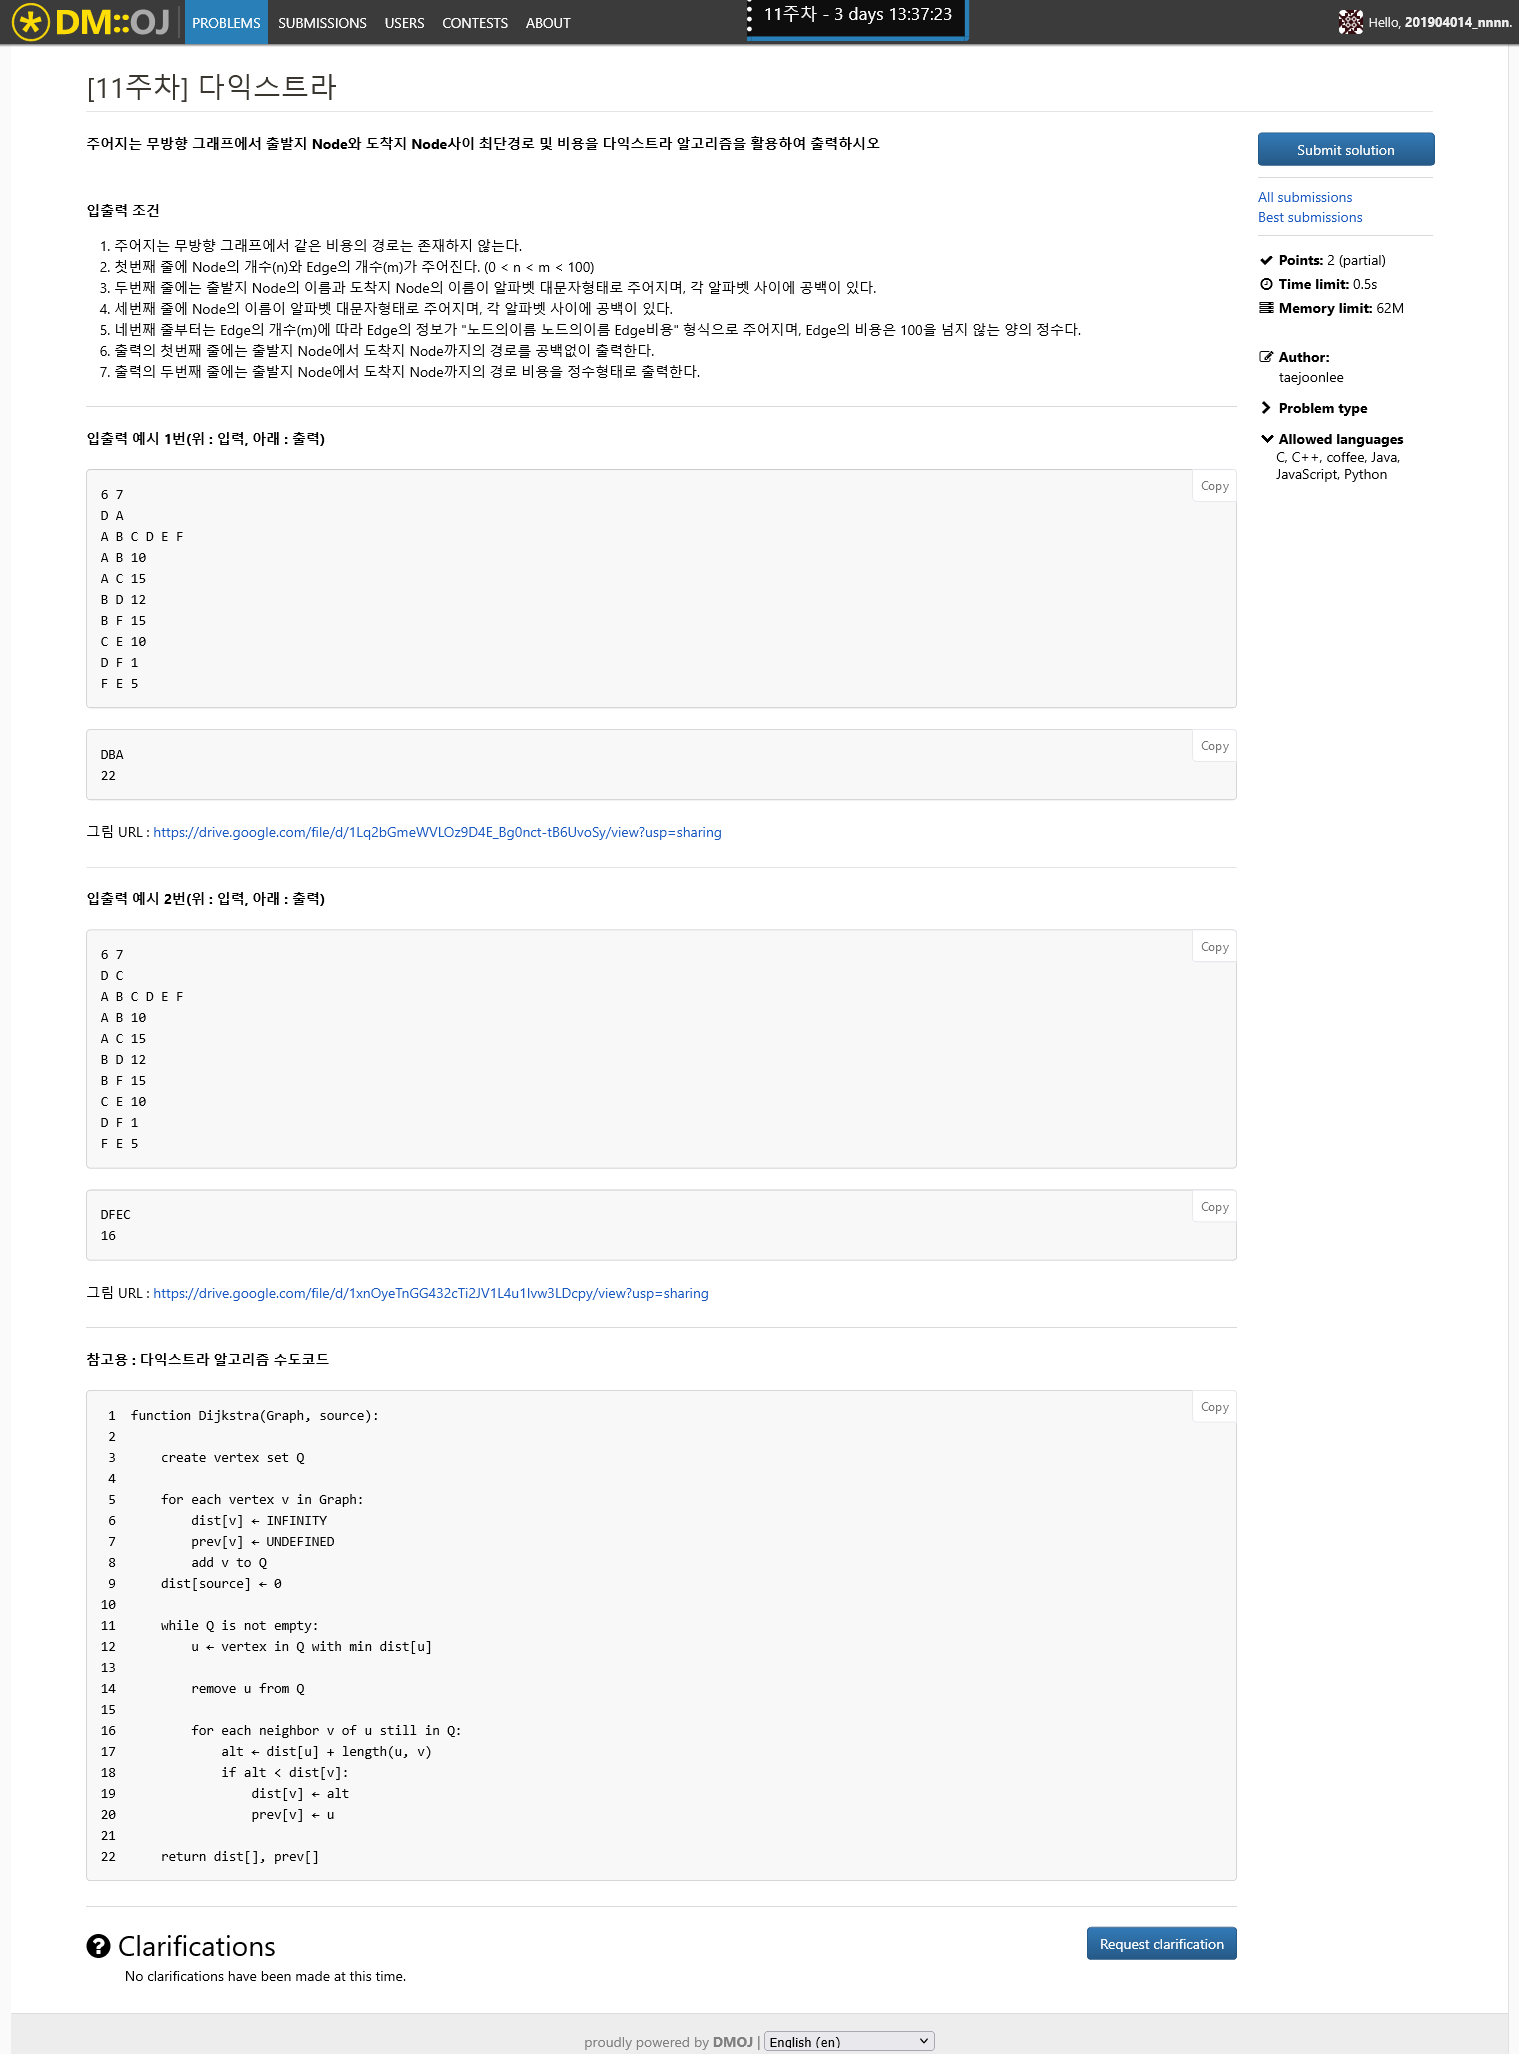 DM::OJ PROBLEMS SUBMISSIONS USERS CONTESTS ABOUT 11주차 - 3 days 13:37:23 Hello, 201904014_nnnn.
[11주차] 다익스트라
주어지는 무방향 그래프에서 출발지 Node와 도착지 Node사이 최단경로 및 비용을 다익스트라 알고리즘을 활용하여 출력하시오
입출력 조건
1. 주어지는 무방향 그래프에서 같은 비용의 경로는 존재하지 않는다.
2. 첫번째 줄에 Node의 개수(n)와 Edge의 개수(m)가 주어진다. (0 < n < m < 100)
3. 두번째 줄에는 출발지 Node의 이름과 도착지 Node의 이름이 알파벳 대문자형태로 주어지며, 각 알파벳 사이에 공백이 있다.
4. 세번째 줄에 Node의 이름이 알파벳 대문자형태로 주어지며, 각 알파벳 사이에 공백이 있다.
5. 네번째 줄부터는 Edge의 개수(m)에 따라 Edge의 정보가 "노드의이름 노드의이름 Edge비용" 형식으로 주어지며, Edge의 비용은 100을 넘지 않는 양의 정수다.
6. 출력의 첫번째 줄에는 출발지 Node에서 도착지 Node까지의 경로를 공백없이 출력한다.
7. 출력의 두번째 줄에는 출발지 Node에서 도착지 Node까지의 경로 비용을 정수형태로 출력한다.
입출력 예시 1번(위 : 입력, 아래 : 출력)
Copy
6 7
D A
A B C D E F
A B 10
A C 15
B D 12
B F 15
C E 10
D F 1
F E 5
Copy
DBA
22
그림 URL : https://drive.google.com/file/d/1Lq2bGmeWVLOz9D4E_Bg0nct-tB6UvoSy/view?usp=sharing
입출력 예시 2번(위 : 입력, 아래 : 출력)
Copy
6 7
D C
A B C D E F
A B 10
A C 15
B D 12
B F 15
C E 10
D F 1
F E 5
Copy
DFEC
16
그림 URL : https://drive.google.com/file/d/1xnOyeTnGG432cTi2JV1L4u1Ivw3LDcpy/view?usp=sharing
참고용 : 다익스트라 알고리즘 수도코드
Copy
1 function Dijkstra(Graph, source):
2
3 create vertex set Q
4
5 for each vertex v in Graph:
6 dist[v] ← INFINITY
7 prev[v] ← UNDEFINED
8 add v to Q
9 dist[source] ← 0
10
11 while Q is not empty:
12 u ← vertex in Q with min dist[u]
13
14 remove u from Q
15
16 for each neighbor v of u still in Q:
17 alt ← dist[u] + length(u, v)
18 if alt < dist[v]:
19 dist[v] ← alt
20 prev[v] ← u
21
22 return dist[], prev[]
Clarifications
Request clarification
No clarifications have been made at this time.
Submit solution
All submissions
Best submissions
Points: 2 (partial)
Time limit: 0.5s
Memory limit: 62M
Author:
taejoonlee
Problem type
Allowed languages
C, C++, coffee, Java,
JavaScript, Python
proudly powered by DMOJ | English (en)